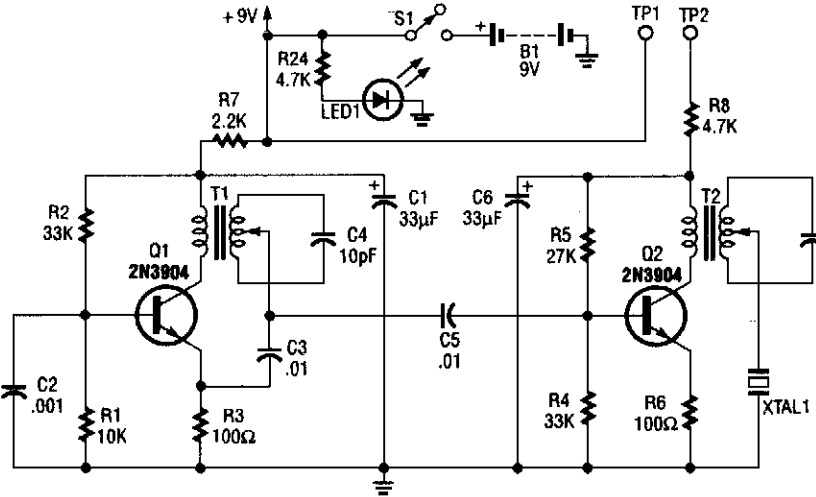 +9V
S1
TP1
TP2
R24
4.7K
+
B1
9V
LED1
R7
2.2K
R8
4.7K
T1
+
C1
33µF
C6
33µF
+
T2
R2
33K
Q1
2N3904
C4
10pF
R5
27K
Q2
2N3904
C3
.01
C5
.01
C2
.001
R1
10K
R3
100Ω
R4
33K
R6
100Ω
XTAL1